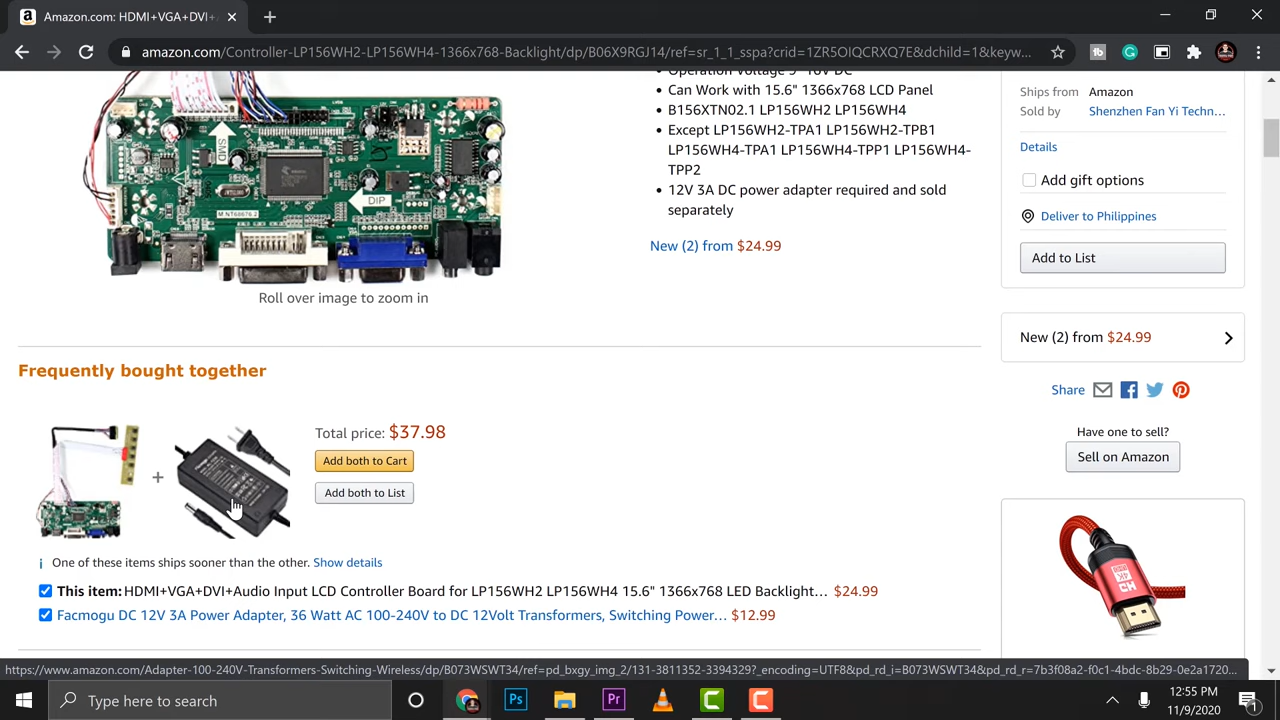 Amazon.com: HDMI+VGA+DVI+A
amazon.com/Controller-LP156WH2-LP156WH4-1366x768-Backlight/dp/B06X9RGJ14/ref=sr_1_1_sspa?crid=1ZR5OIQCRXQ7E&dchild=1&keyw...
Can Work with 15.6" 1366x768 LCD Panel
B156XTN02.1 LP156WH2 LP156WH4
Except LP156WH2-TPA1 LP156WH2-TPB1
LP156WH4-TPA1 LP156WH4-TPP1 LP156WH4-
TPP2
12V 3A DC power adapter required and sold
separately
New (2) from $24.99
SMD
DIP
M.NT68676.2
Roll over image to zoom in
Ships from Amazon
Sold by Shenzhen Fan Yi Techn...
Details
Add gift options
Deliver to Philippines
Add to List
New (2) from $24.99
Share
Have one to sell?
Sell on Amazon
Frequently bought together
+
Total price: $37.98
Add both to Cart
Add both to List
i One of these items ships sooner than the other. Show details
This item: HDMI+VGA+DVI+Audio Input LCD Controller Board for LP156WH2 LP156WH4 15.6" 1366x768 LED Backlight... $24.99
Facmogu DC 12V 3A Power Adapter, 36 Watt AC 100-240V to DC 12Volt Transformers, Switching Power... $12.99
https://www.amazon.com/Adapter-100-240V-Transformers-Switching-Wireless/dp/B073WSWT34/ref=pd_bxgy_img_2/131-3811352-3394329?_encoding=UTF8&pd_rd_i=B073WSWT34&pd_rd_r=7b3f08a2-f0c1-4bdc-8b29-0e2a1720...
Type here to search
Ps
Pr
12:55 PM
11/9/2020